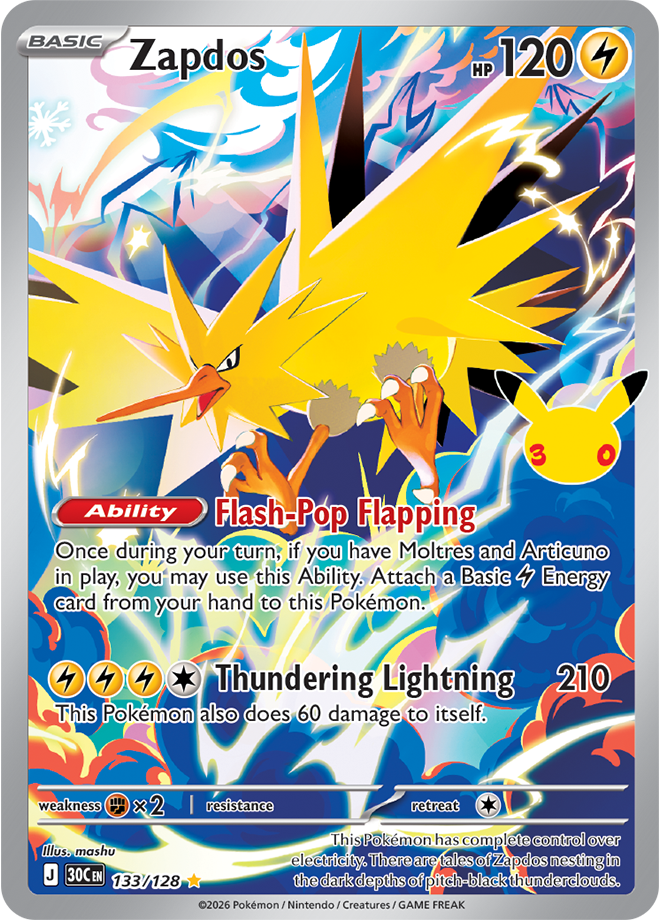 BASIC Zapdos HP 120
3 0
Ability Flash-Pop Flapping
Once during your turn, if you have Moltres and Articuno
in play, you may use this Ability. Attach a Basic Energy
card from your hand to this Pokémon.
Thundering Lightning 210
This Pokémon also does 60 damage to itself.
weakness ×2 resistance retreat
Illus. mashu
This Pokémon has complete control over
electricity. There are tales of Zapdos nesting in
the dark depths of pitch-black thunderclouds.
J 30C EN 133/128
©2026 Pokémon / Nintendo / Creatures / GAME FREAK